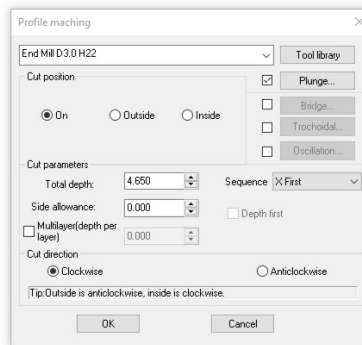 Profile maching
End Mill D3.0 H22
Tool library
Cut position
Plunge...
On Outside Inside
Bridge...
Trochoidal...
Oscillation...
Cut parameters
Total depth: 4.650 Sequence X First
Side allowance: 0.000
Depth first
Multilayer(depth per
layer) 0.000
Cut direction
Clockwise Anticlockwise
Tip:Outside is anticlockwise, inside is clockwise.
OK Cancel